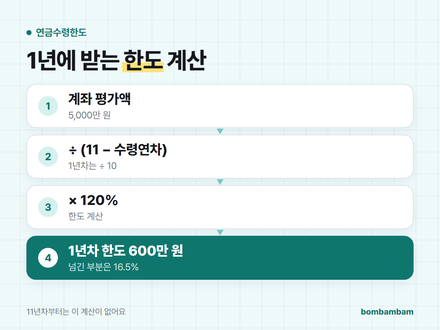 연금수령한도
1년에 받는 한도 계산
1
계좌 평가액
5,000만 원
2
÷ (11 − 수령연차)
1년차는 ÷ 10
3
× 120%
한도 계산
4
1년차 한도 600만 원
넘긴 부분은 16.5%
11년차부터는 이 계산이 없어요
bombambam